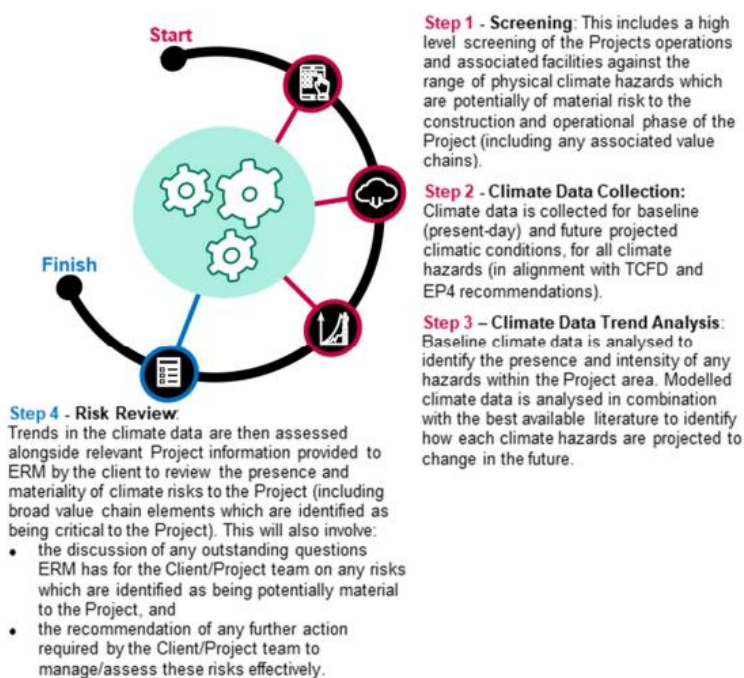 Start
Finish
Step 1 - Screening: This includes a high
level screening of the Projects operations
and associated facilities against the
range of physical climate hazards which
are potentially of material risk to the
construction and operational phase of the
Project (including any associated value
chains).
Step 2 - Climate Data Collection:
Climate data is collected for baseline
(present-day) and future projected
climatic conditions, for all climate
hazards (in alignment with TCFD and
EP4 recommendations).
Step 3 – Climate Data Trend Analysis:
Baseline climate data is analysed to
identify the presence and intensity of any
hazards within the Project area. Modelled
climate data is analysed in combination
with the best available literature to identify
how each climate hazards are projected to
change in the future.
Step 4 - Risk Review:
Trends in the climate data are then assessed
alongside relevant Project information provided to
ERM by the client to review the presence and
materiality of climate risks to the Project (including
broad value chain elements which are identified as
being critical to the Project). This will also involve:
• the discussion of any outstanding questions
ERM has for the Client/Project team on any risks
which are identified as being potentially material
to the Project, and
• the recommendation of any further action
required by the Client/Project team to
manage/assess these risks effectively.